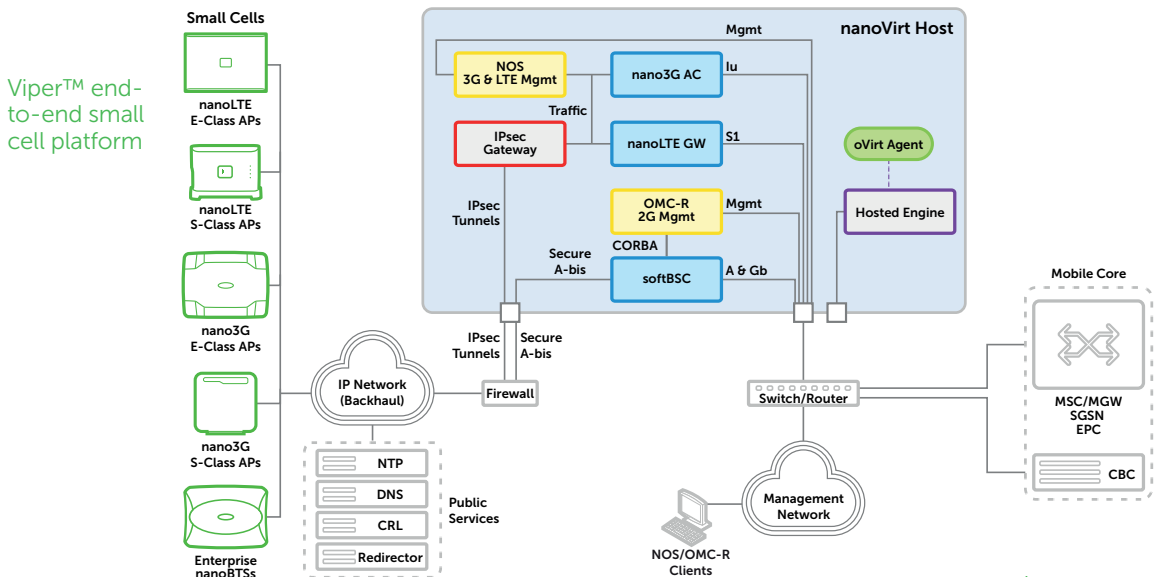 Viper™ end-
to-end small
cell platform
Small Cells
nanoLTE
E-Class APs
nanoLTE
S-Class APs
nano3G
E-Class APs
nano3G
S-Class APs
Enterprise
nanoBTSs
IP Network
(Backhaul)
NTP
DNS
CRL
Redirector
Public
Services
Firewall
IPsec
Tunnels
Secure
A-bis
nanoVirt Host
Mgmt
NOS
3G & LTE Mgmt
nano3G AC
Iu
Traffic
IPsec
Gateway
nanoLTE GW
S1
IPsec
Tunnels
OMC-R
2G Mgmt
Mgmt
CORBA
Secure
A-bis
softBSC
A & Gb
oVirt Agent
Hosted Engine
Switch/Router
Management
Network
NOS/OMC-R
Clients
Mobile Core
MSC/MGW
SGSN
EPC
CBC